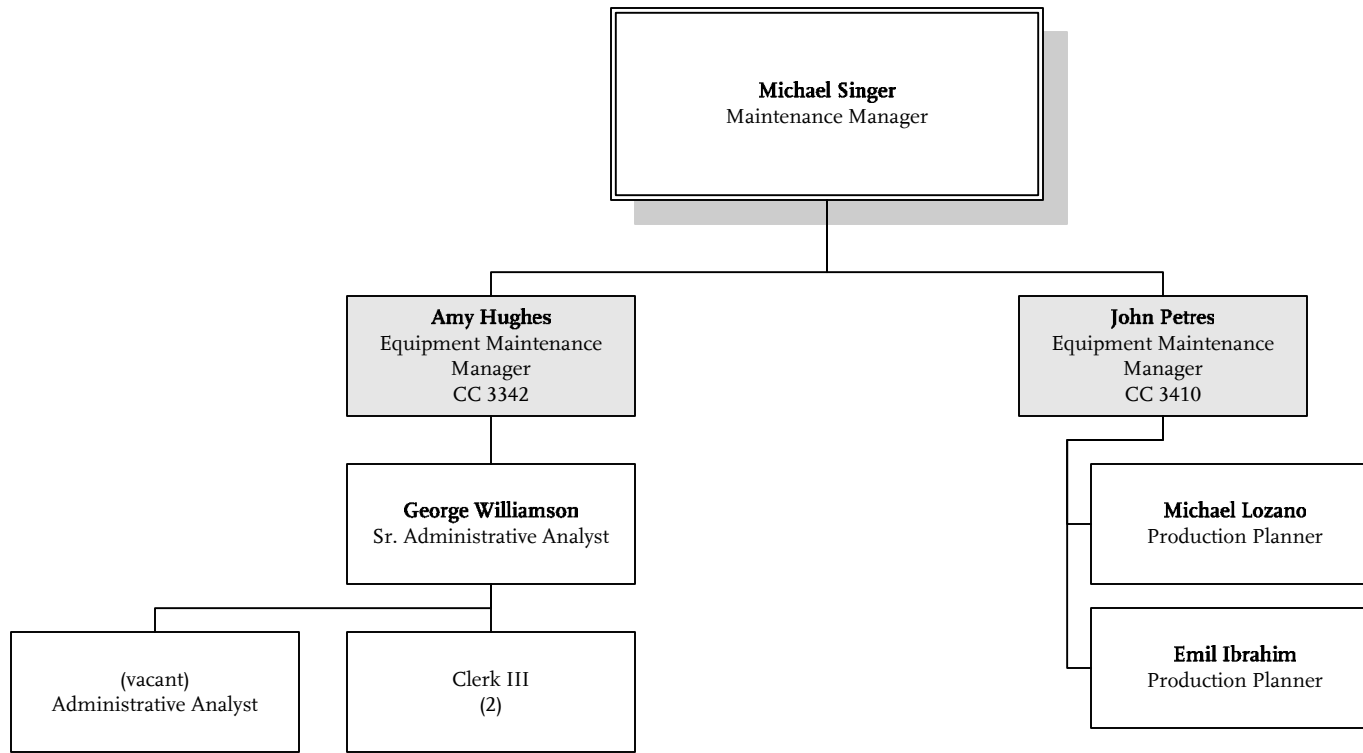 Michael Singer
Maintenance Manager
Amy Hughes
Equipment Maintenance
Manager
CC 3342
John Petres
Equipment Maintenance
Manager
CC 3410
George Williamson
Sr. Administrative Analyst
Michael Lozano
Production Planner
(vacant)
Administrative Analyst
Clerk III
(2)
Emil Ibrahim
Production Planner